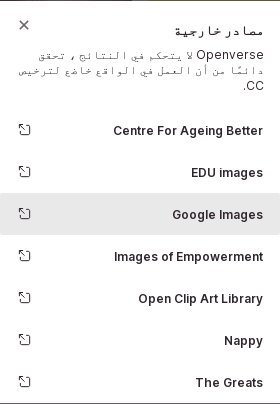 مصادر خارجية
Openverse لا يتحكم في النتائج ، تحقق
دائمًا من أن العمل في الواقع خاضع لترخيص
CC.
Centre For Ageing Better
EDU images
Google Images
Images of Empowerment
Open Clip Art Library
Nappy
The Greats